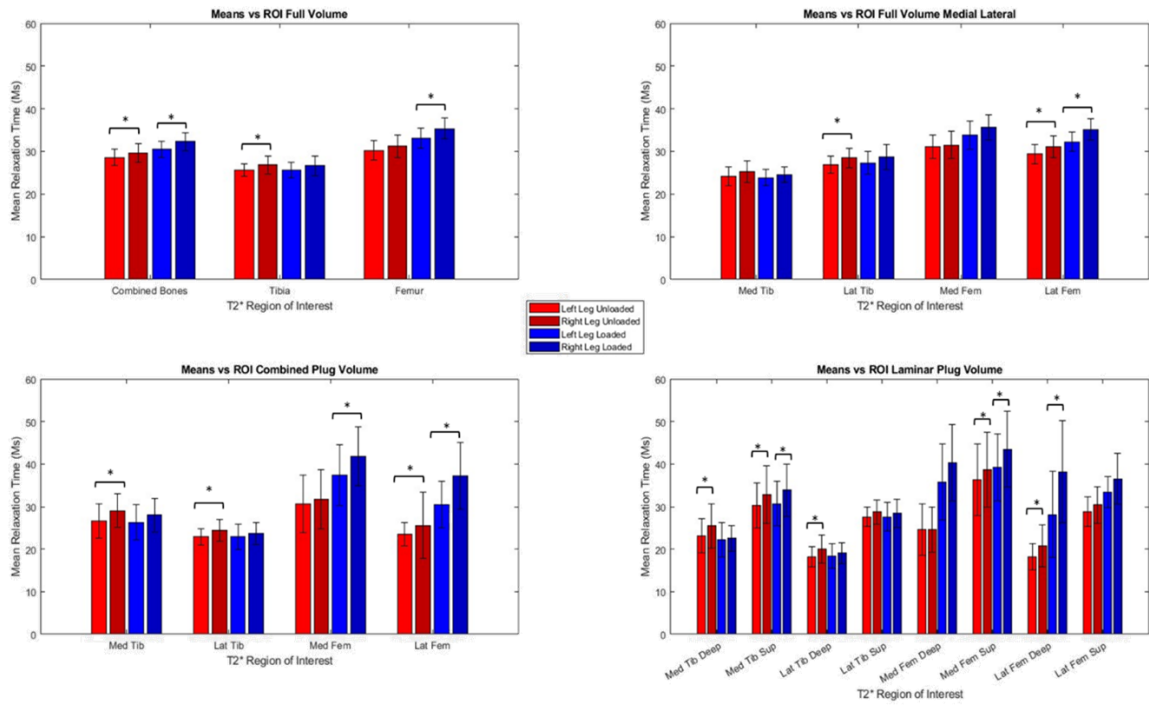 Means vs ROI Full Volume
60
50
40
30
20
10
0
Mean Relaxation Time (Ms)
* * * *
Combined Bones Tibia Femur
T2* Region of Interest
Means vs ROI Full Volume Medial Lateral
60
50
40
30
20
10
0
Mean Relaxation Time (Ms)
* * *
Med Tib Lat Tib Med Fem Lat Fem
T2* Region of Interest
Left Leg Unloaded
Right Leg Unloaded
Left Leg Loaded
Right Leg Loaded
Means vs ROI Combined Plug Volume
60
50
40
30
20
10
0
Mean Relaxation Time (Ms)
* * * * *
Med Tib Lat Tib Med Fem Lat Fem
T2* Region of Interest
Means vs ROI Laminar Plug Volume
60
50
40
30
20
10
0
Mean Relaxation Time (Ms)
* * * * * * * *
Med Tib Deep
Med Tib Sup
Lat Tib Deep
Lat Tib Sup
Med Fem Deep
Med Fem Sup
Lat Fem Deep
Lat Fem Sup
T2* Region of Interest